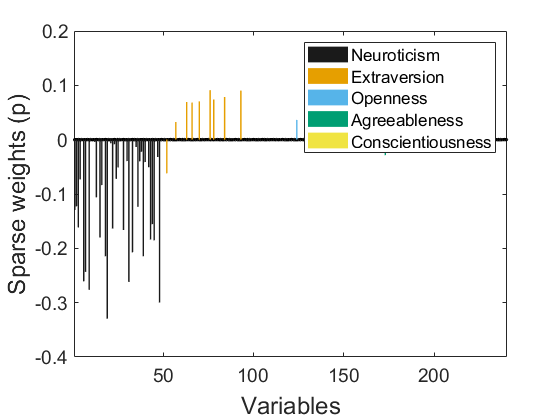 0.2
0.1
0
-0.1
-0.2
-0.3
-0.4
Sparse weights (p)
50
100
150
200
Variables
Neuroticism
Extraversion
Openness
Agreeableness
Conscientiousness